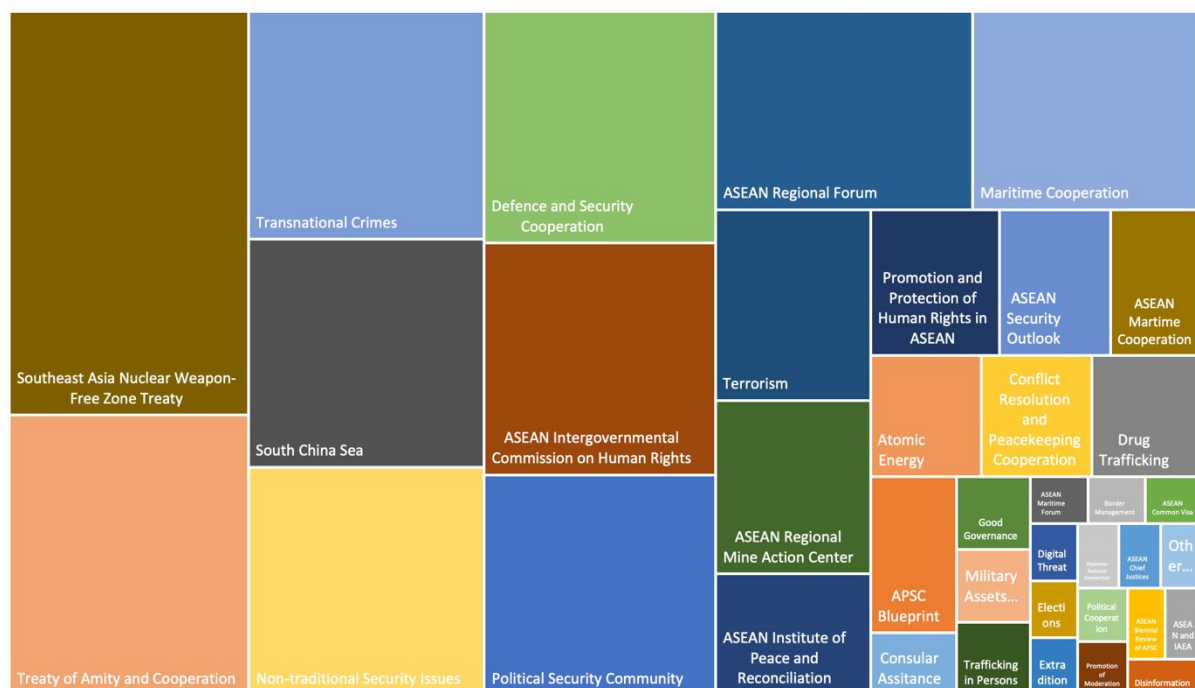 Southeast Asia Nuclear Weapon-
Free Zone Treaty
Treaty of Amity and Cooperation
Transnational Crimes
South China Sea
Non-traditional Security Issues
Defence and Security
Cooperation
ASEAN Intergovernmental
Commission on Human Rights
Political Security Community
ASEAN Regional Forum
Maritime Cooperation
Terrorism
ASEAN Regional
Mine Action Center
ASEAN Institute of
Peace and
Reconciliation
Promotion and
Protection of
Human Rights in
ASEAN
ASEAN
Security
Outlook
ASEAN
Martime
Cooperation
Atomic
Energy
Conflict
Resolution
and
Peacekeeping
Cooperation
Drug
Trafficking
APSC
Blueprint
Consular
Assitance
Good
Governance
Military
Assets...
Trafficking
in Persons
ASEAN
Maritime
Forum
Border
Management
ASEAN
Common Visa
Digital
Threat
Myanmar
National
Convention
ASEAN
Chief
Justices
Oth
er...
Electi
ons
Political
Cooperat
ion
ASEAN
Biennial
Review
of APSC
ASEA
N and
IAEA
Extra
dition
Promotion
of
Moderation
Disinformation